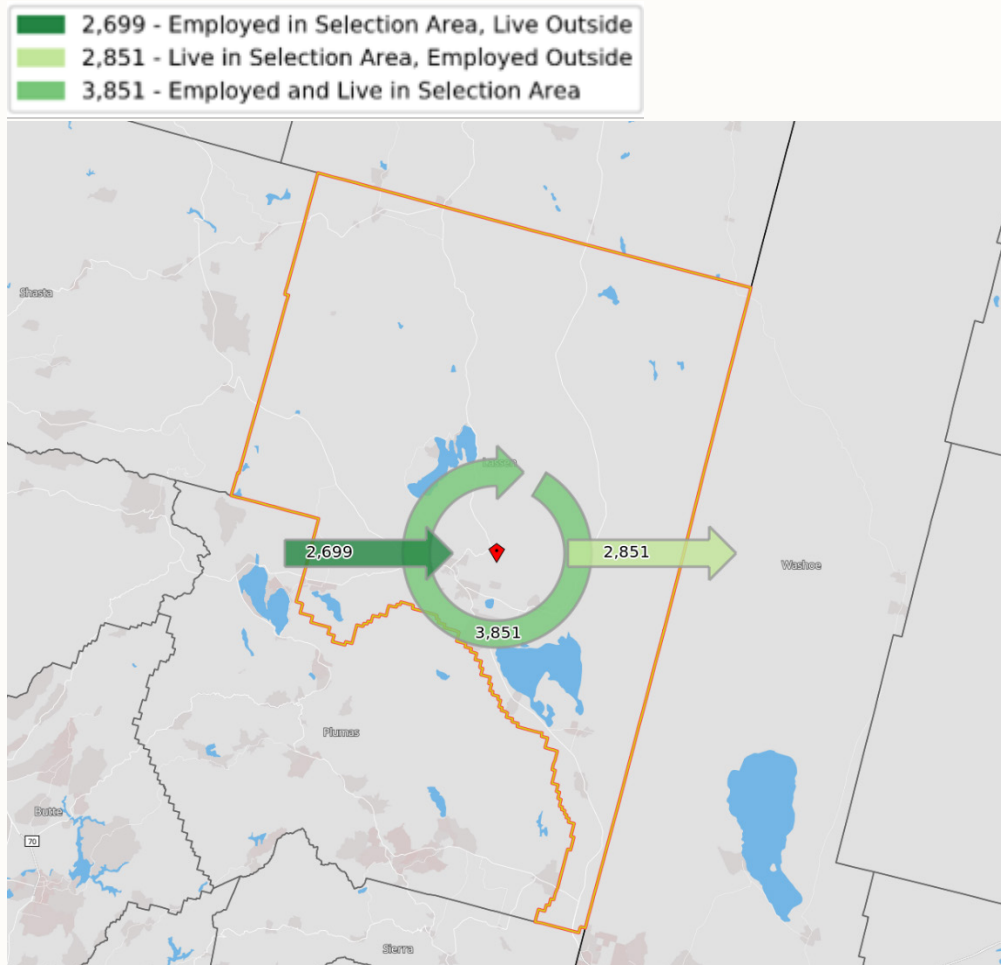 2,699 - Employed in Selection Area, Live Outside
2,851 - Live in Selection Area, Employed Outside
3,851 - Employed and Live in Selection Area
Shasta
Lassen
2,699
2,851
Washoe
3,851
Plumas
Butte
70
Sierra